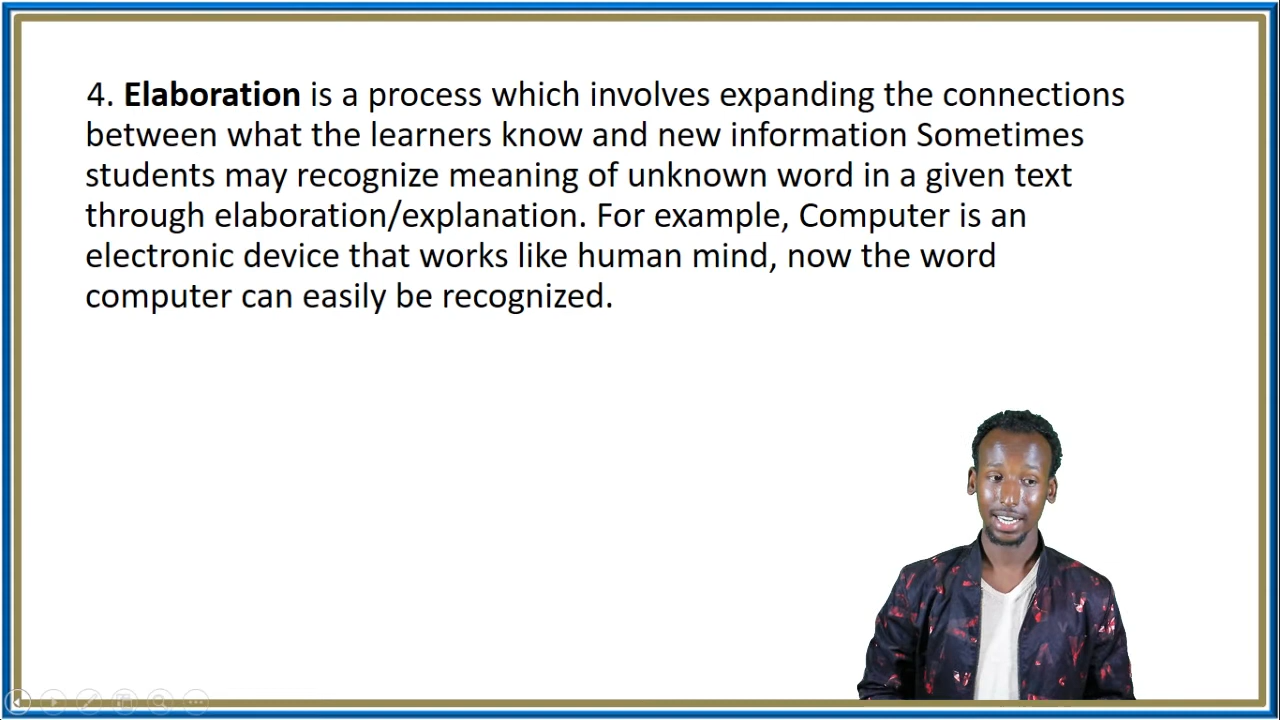 4. Elaboration is a process which involves expanding the connections
between what the learners know and new information Sometimes
students may recognize meaning of unknown word in a given text
through elaboration/explanation. For example, Computer is an
electronic device that works like human mind, now the word
computer can easily be recognized.